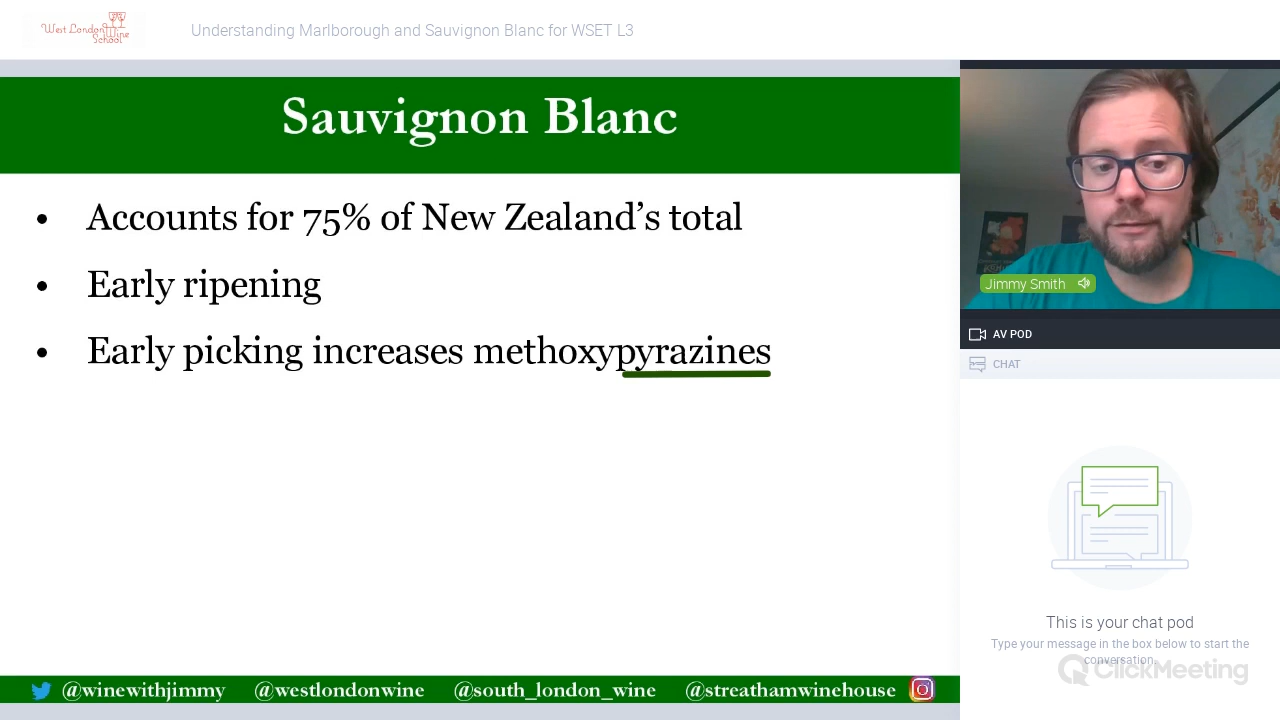 West London Wine School
Understanding Marlborough and Sauvignon Blanc for WSET L3
Sauvignon Blanc
• Accounts for 75% of New Zealand’s total
• Early ripening
• Early picking increases methoxypyrazines
@winewithjimmy @westlondonwine @south_london_wine @streathamwinehouse
Jimmy Smith
AV POD
CHAT
This is your chat pod
Type your message in the box below to start the
conversation.
ClickMeeting